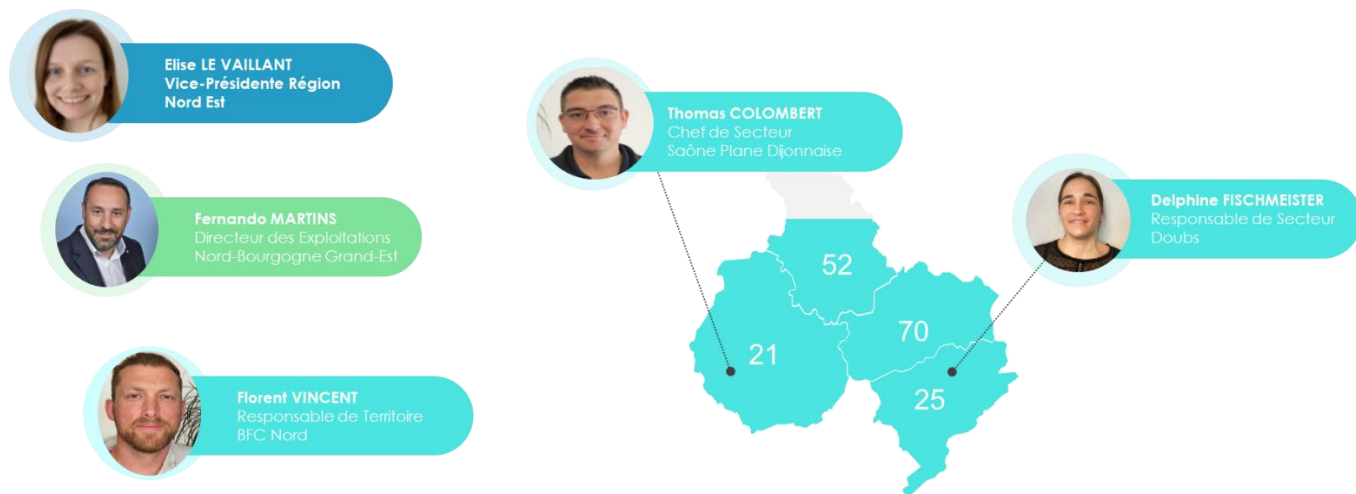 Elise LE VAILLANT
Vice-Présidente Région
Nord Est
Fernando MARTINS
Directeur des Exploitations
Nord-Bourgogne Grand-Est
Florent VINCENT
Responsable de Territoire
BFC Nord
Thomas COLOMBERT
Chef de Secteur
Saône Plane Dijonnaise
Delphine FISCHMEISTER
Responsable de Secteur
Doubs
52
70
21
25